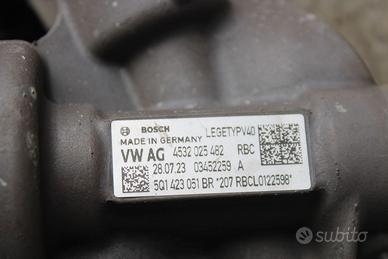 BOSCH LEGETYPV40
MADE IN GERMANY
VW AG 4532 025 482 RBC
28.07.23 03452259 A
5Q1 423 051 BR *207 RBCL0122598*
subito